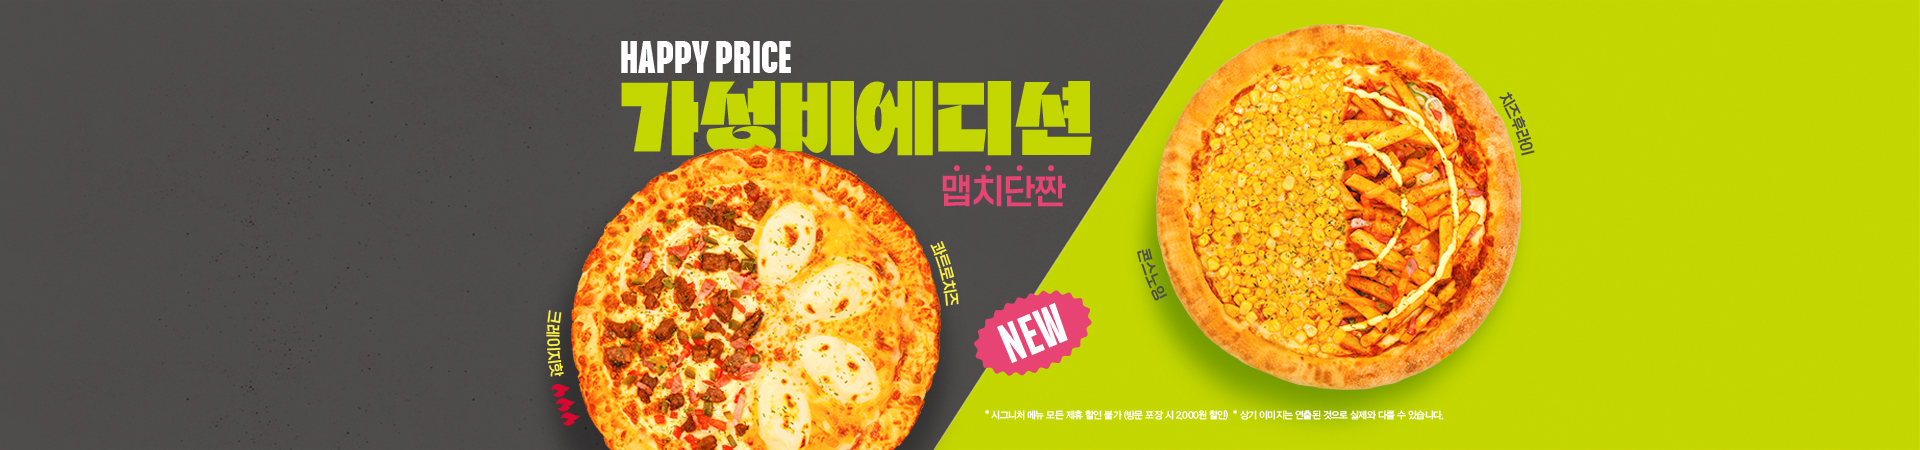 HAPPY PRICE
가성비에디션
맵치단짠
치즈후라이
콰트로치즈
콘스노잉
크레이지핫
NEW
* 시그니처 메뉴 모든 제휴 할인 불가 (방문 포장 시 2,000원 할인) * 상기 이미지는 연출된 것으로 실제와 다를 수 있습니다.